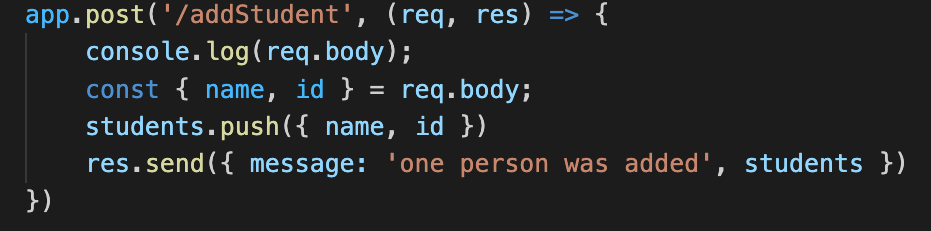 app.post('/addStudent', (req, res) => {
    console.log(req.body);
    const { name, id } = req.body;
    students.push({ name, id })
    res.send({ message: 'one person was added', students })
})